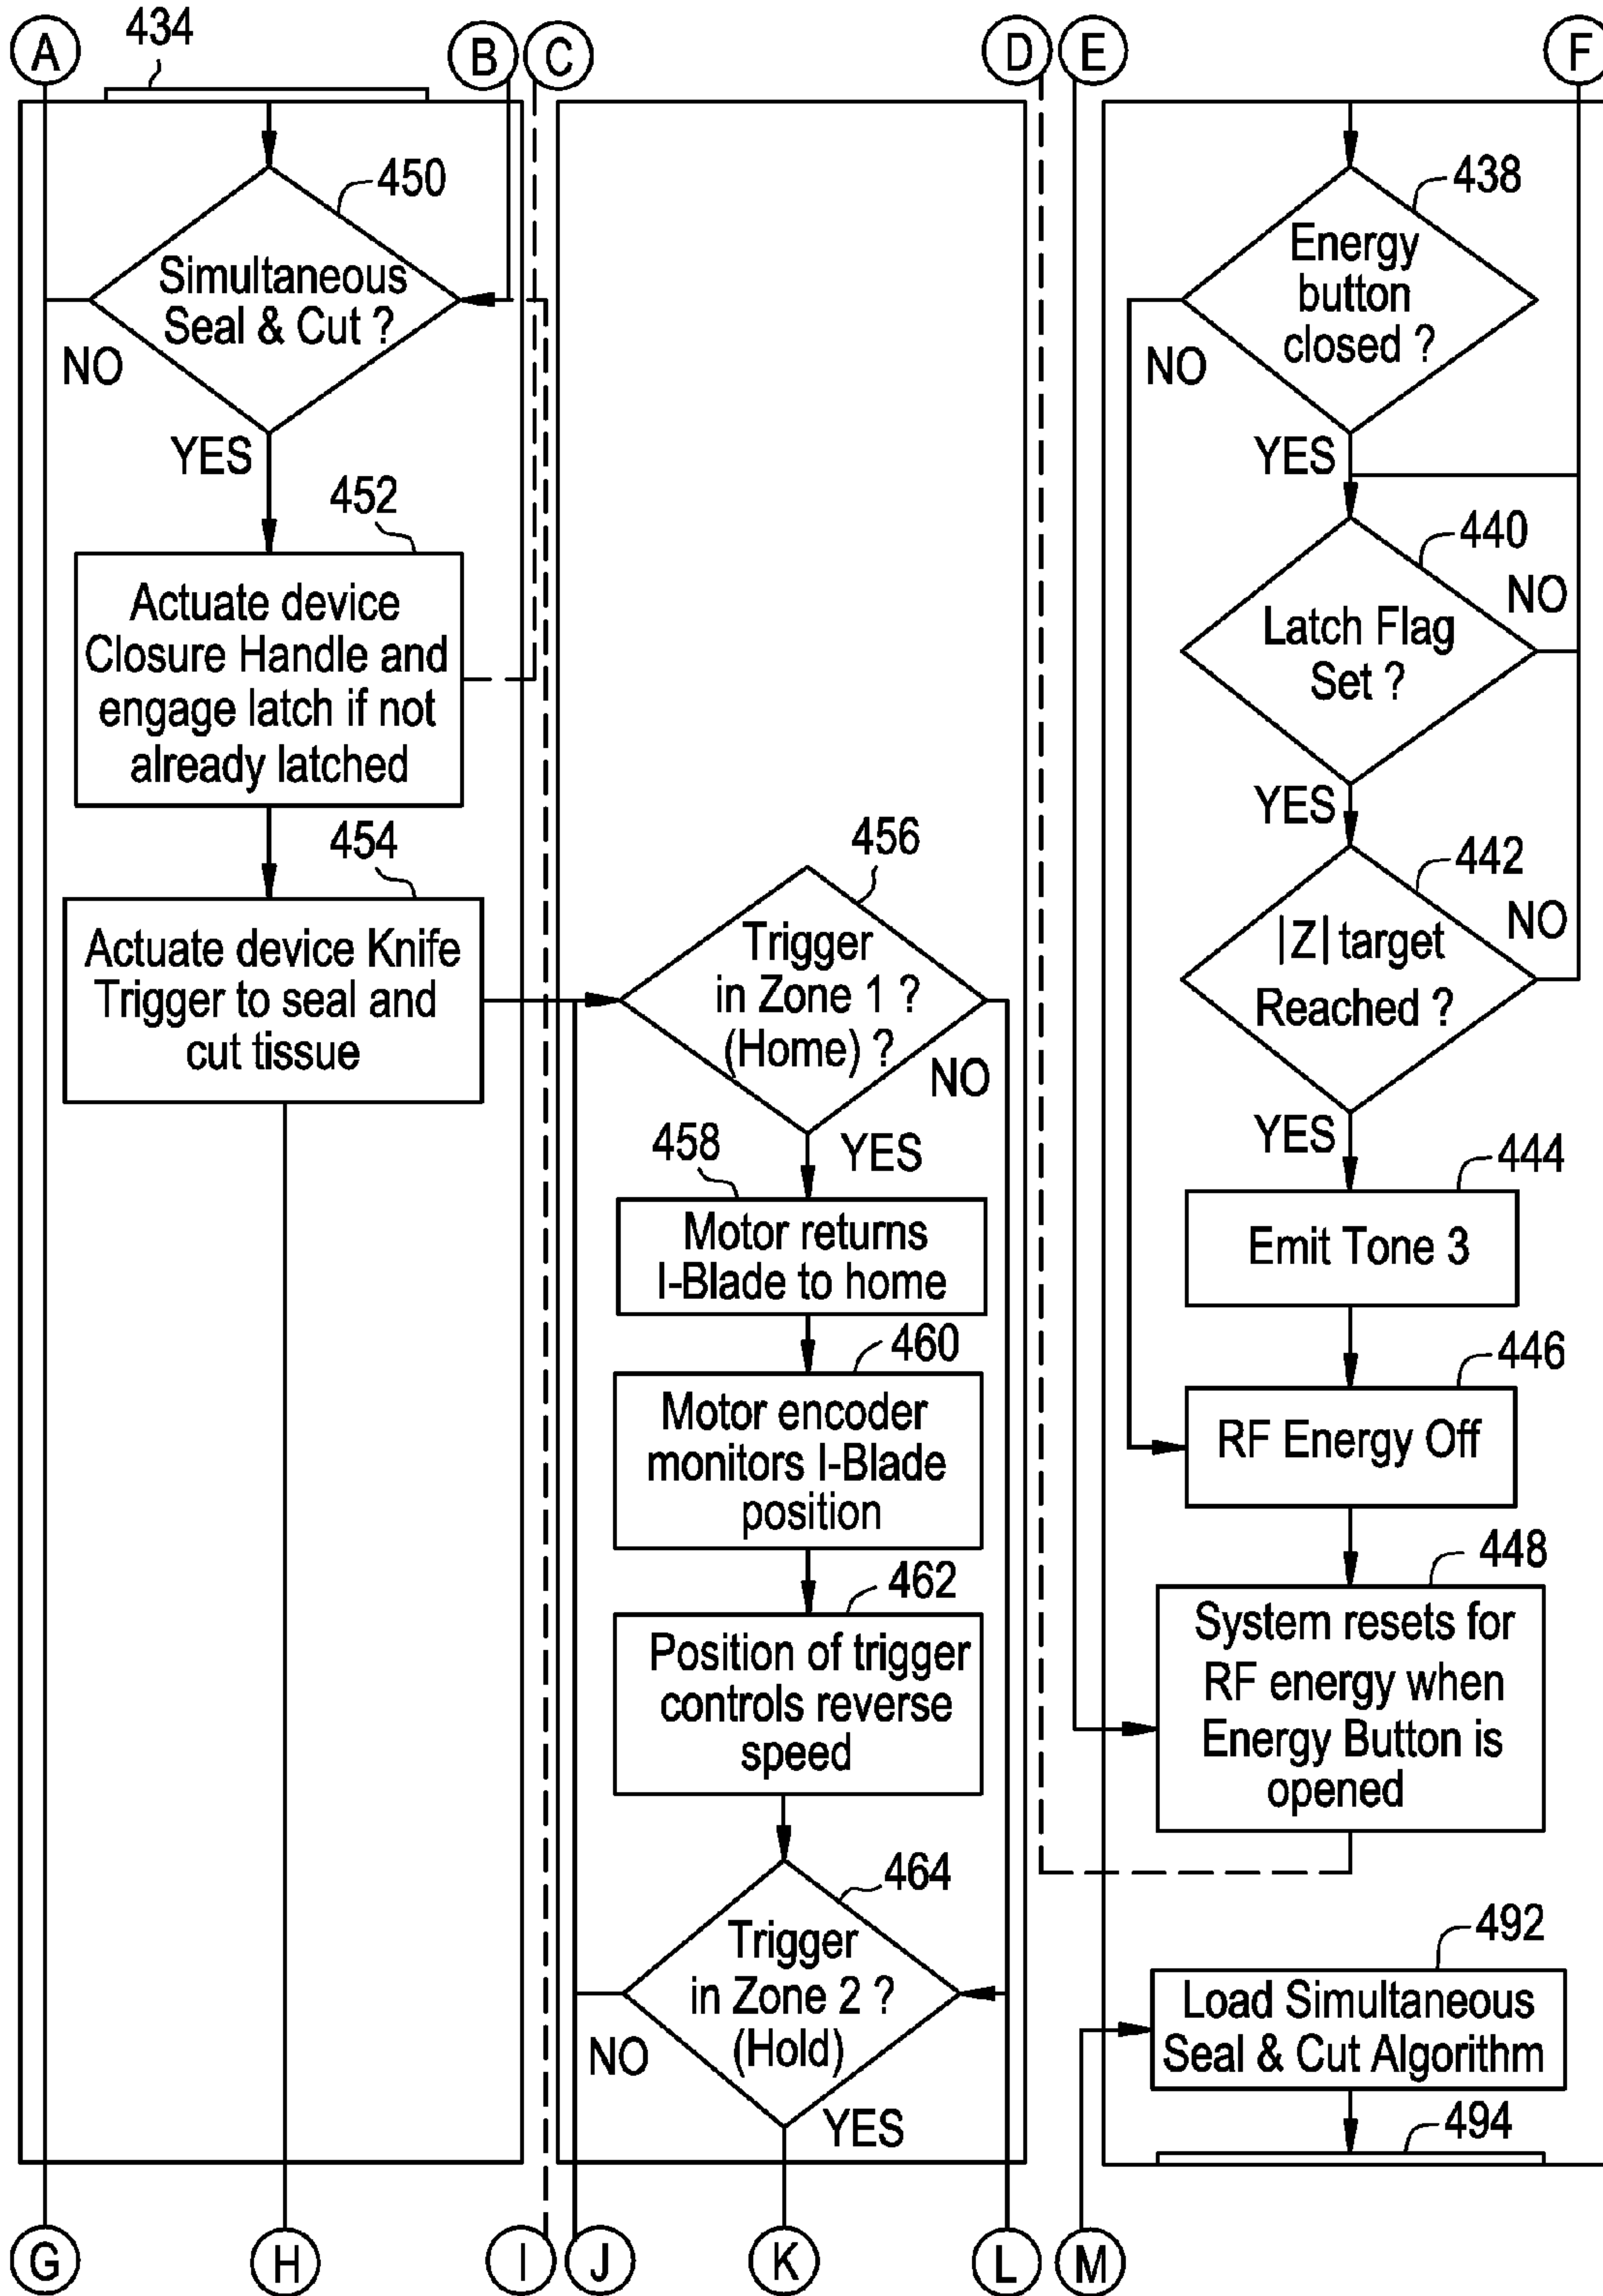 A
434
B
C
D
E
F
450
Simultaneous
Seal & Cut ?
NO
YES
452
Actuate device
Closure Handle and
engage latch if not
already latched
454
Actuate device Knife
Trigger to seal and
cut tissue
456
Trigger
in Zone 1 ?
(Home) ?
NO
YES
458
Motor returns
I-Blade to home
460
Motor encoder
monitors I-Blade
position
462
Position of trigger
controls reverse
speed
464
Trigger
in Zone 2 ?
(Hold)
NO
YES
438
Energy
button
closed ?
NO
YES
440
Latch Flag
Set ?
NO
YES
442
|Z| target
Reached ?
NO
YES
444
Emit Tone 3
446
RF Energy Off
448
System resets for
RF energy when
Energy Button is
opened
492
Load Simultaneous
Seal & Cut Algorithm
494
G
H
I
J
K
L
M